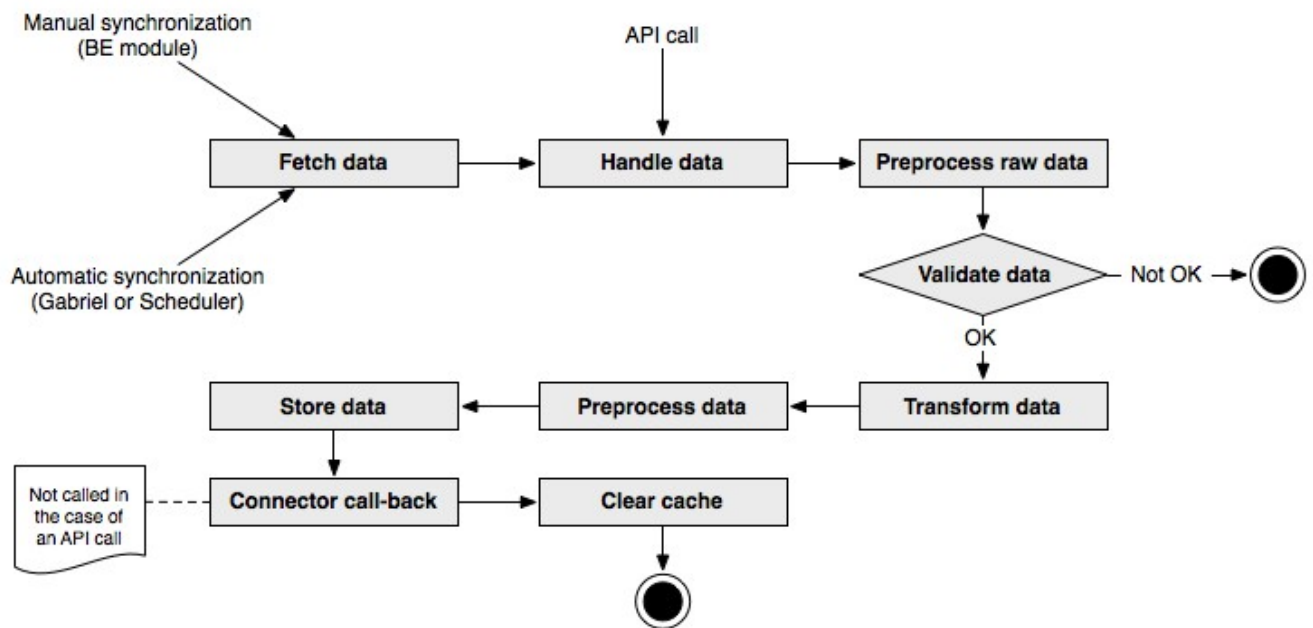 Manual synchronization
(BE module)
API call
Fetch data
Handle data
Preprocess raw data
Automatic synchronization
(Gabriel or Scheduler)
Validate data
Not OK
OK
Store data
Preprocess data
Transform data
Not called in
the case of
an API call
Connector call-back
Clear cache